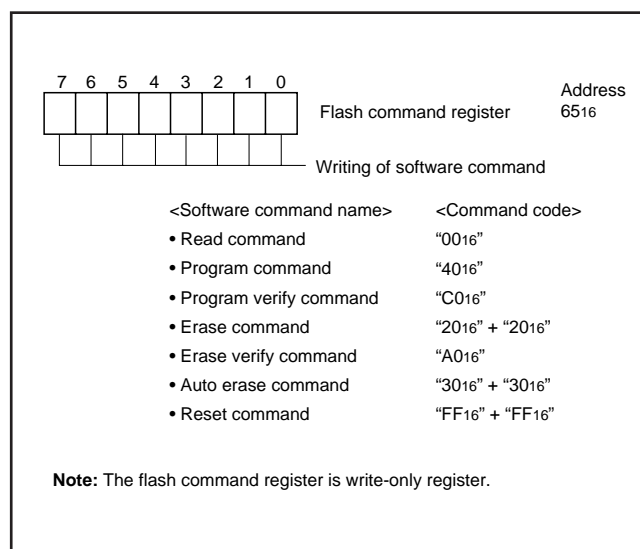 7 6 5 4 3 2 1 0
Address
Flash command register 6516
Writing of software command
<Software command name> <Command code>
• Read command “0016”
• Program command “4016”
• Program verify command “C016”
• Erase command “2016” + “2016”
• Erase verify command “A016”
• Auto erase command “3016” + “3016”
• Reset command “FF16” + “FF16”
Note: The flash command register is write-only register.